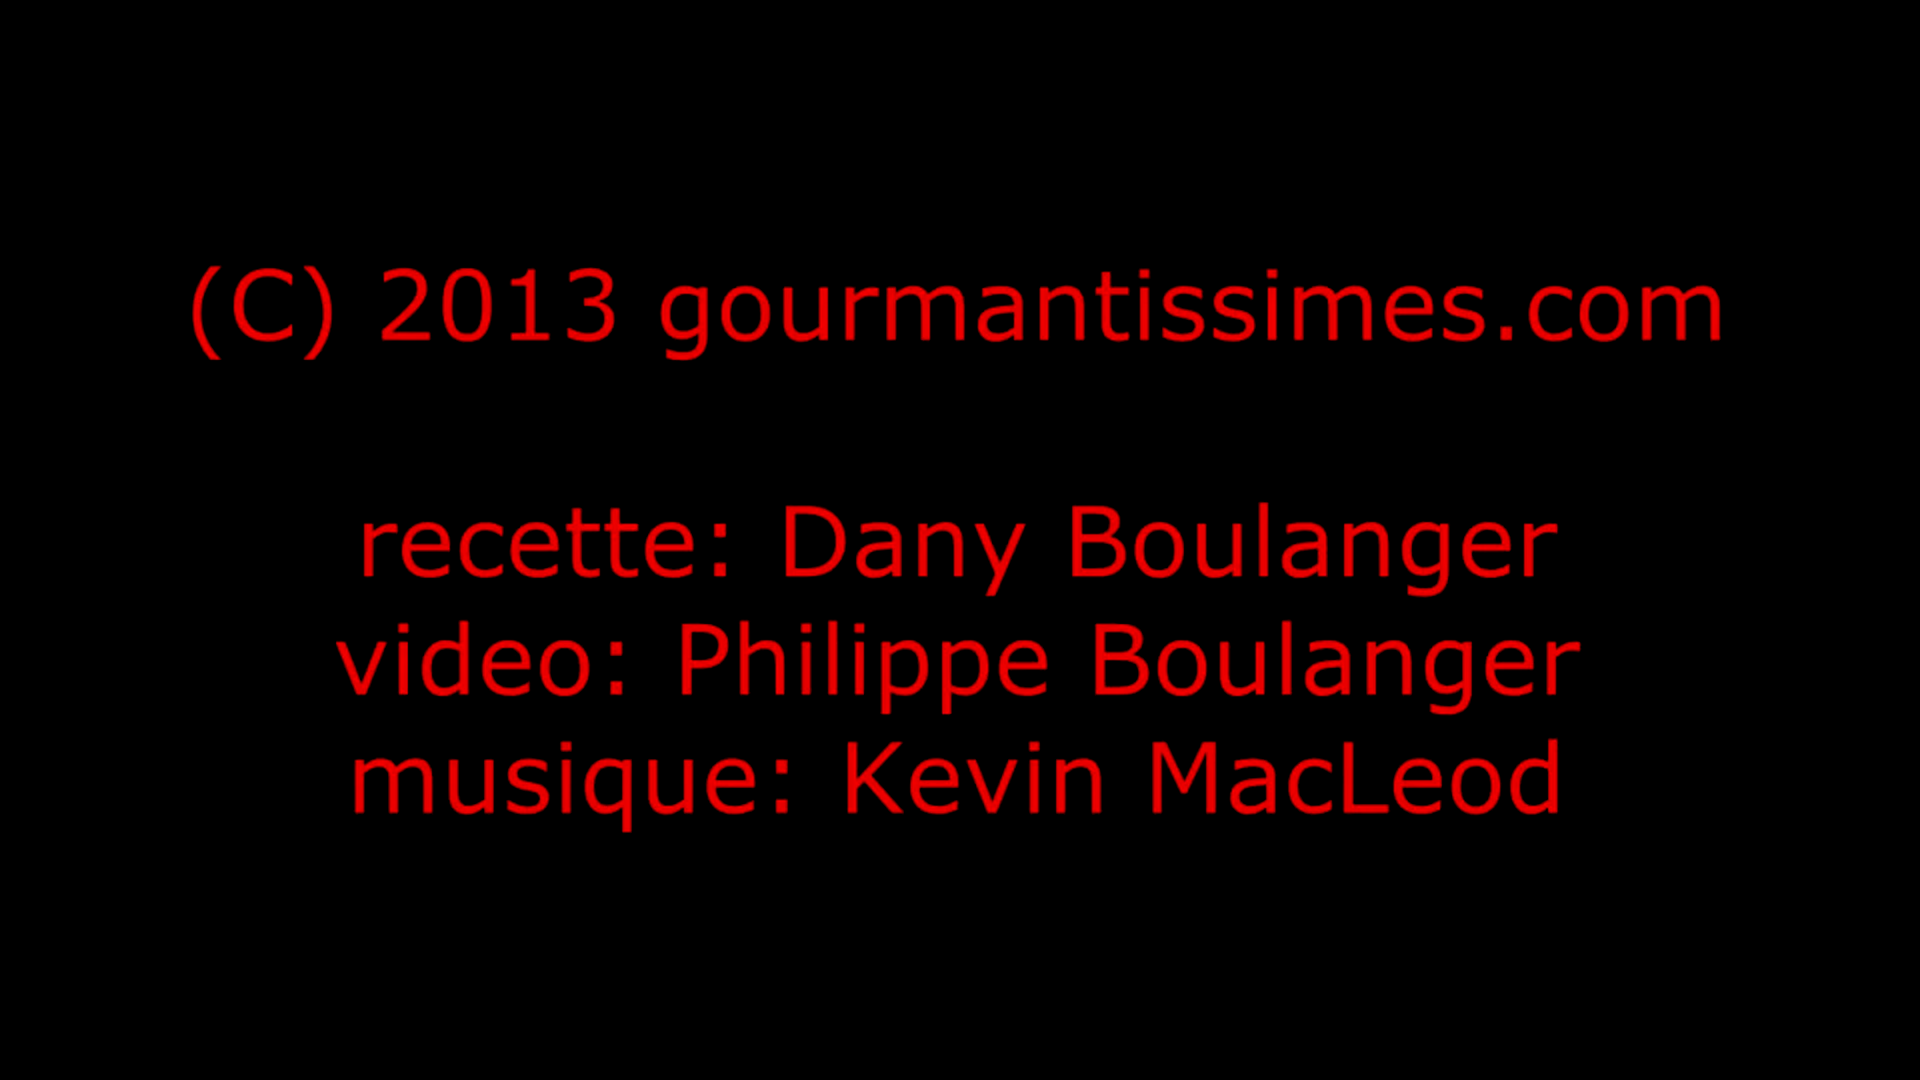 (C) 2013 gourmantissimes.com
recette: Dany Boulanger
video: Philippe Boulanger
musique: Kevin MacLeod